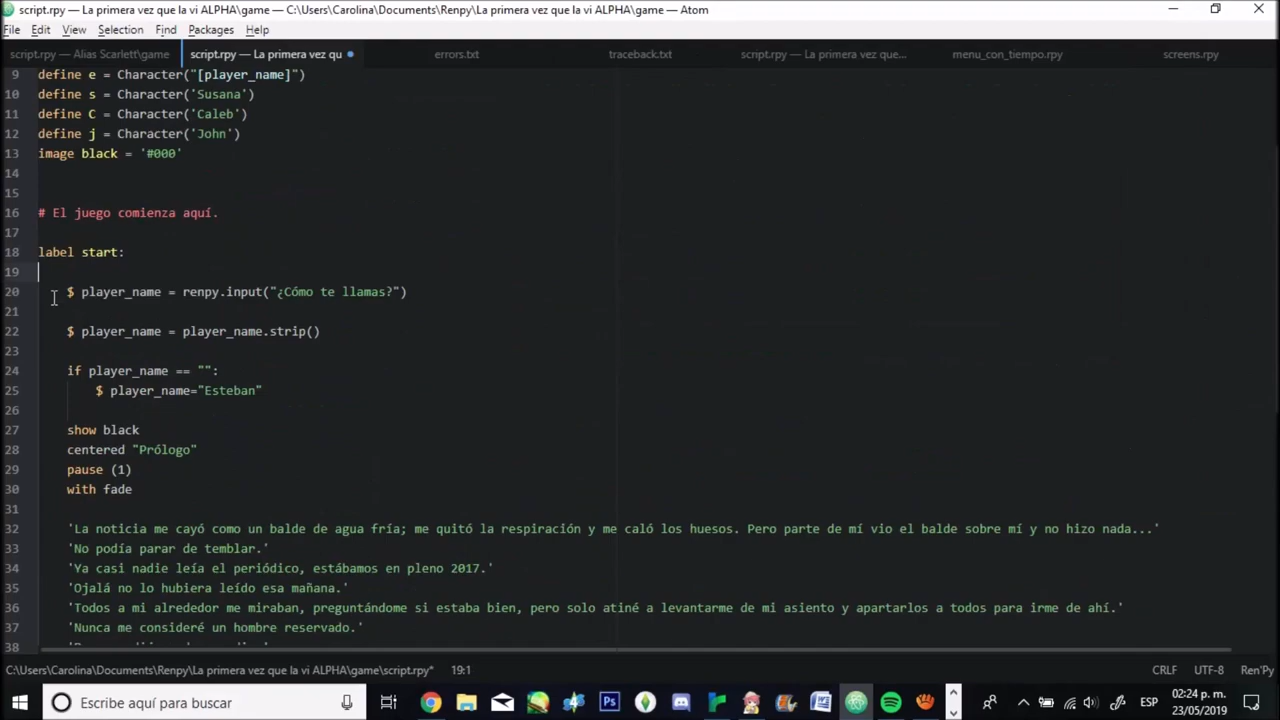 script.rpy — La primera vez que la vi ALPHA\game — C:\Users\Carolina\Documents\Renpy\La primera vez que la vi ALPHA\game — Atom
File Edit View Selection Find Packages Help
script.rpy — Alias Scarlett\game script.rpy — La primera vez qu errors.txt traceback.txt script.rpy — La primera vez que... menu_con_tiempo.rpy screens.rpy
9 define e = Character("[player_name]")
10 define s = Character('Susana')
11 define C = Character('Caleb')
12 define j = Character('John')
13 image black = '#000'
14
15
16 # El juego comienza aquí.
17
18 label start:
19
20 $ player_name = renpy.input("¿Cómo te llamas?")
21
22 $ player_name = player_name.strip()
23
24 if player_name == "":
25 $ player_name="Esteban"
26
27 show black
28 centered "Prólogo"
29 pause (1)
30 with fade
31
32 'La noticia me cayó como un balde de agua fría; me quitó la respiración y me caló los huesos. Pero parte de mí vio el balde sobre mí y no hizo nada...'
33 'No podía parar de temblar.'
34 'Ya casi nadie leía el periódico, estábamos en pleno 2017.'
35 'Ojalá no lo hubiera leído esa mañana.'
36 'Todos a mi alrededor me miraban, preguntándome si estaba bien, pero solo atiné a levantarme de mi asiento y apartarlos a todos para irme de ahí.'
37 'Nunca me consideré un hombre reservado.'
38
C:\Users\Carolina\Documents\Renpy\La primera vez que la vi ALPHA\game\script.rpy* 19:1 CRLF UTF-8 Ren'Py
Escribe aquí para buscar Ps ESP 02:24 p. m.
23/05/2019